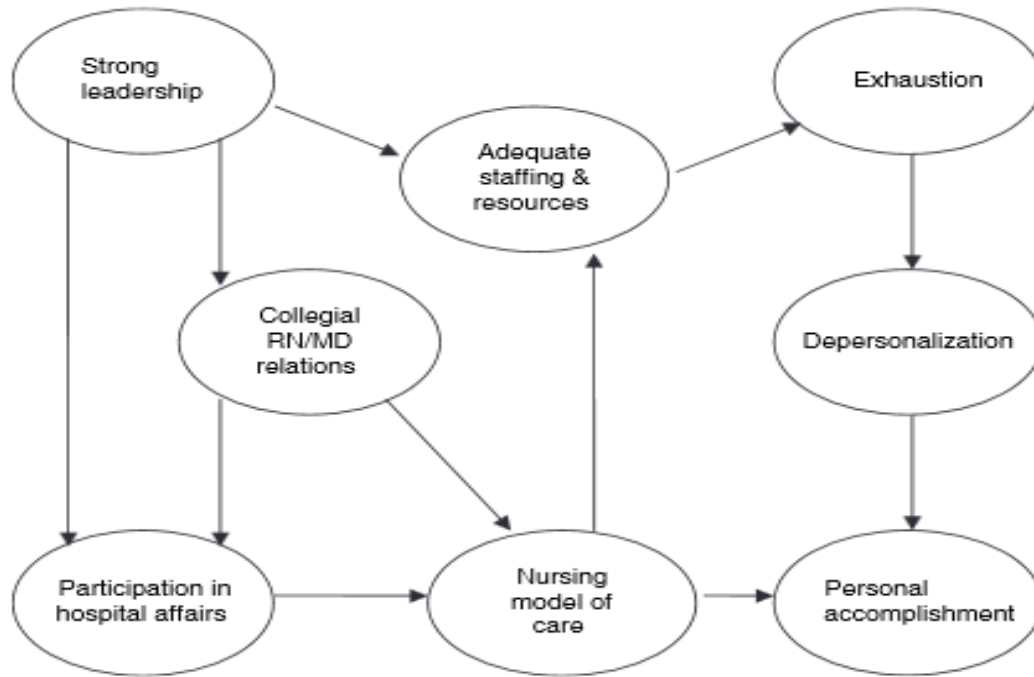 Strong
leadership
Exhaustion
Adequate
staffing &
resources
Collegial
RN/MD
relations
Depersonalization
Participation in
hospital affairs
Nursing
model of
care
Personal
accomplishment